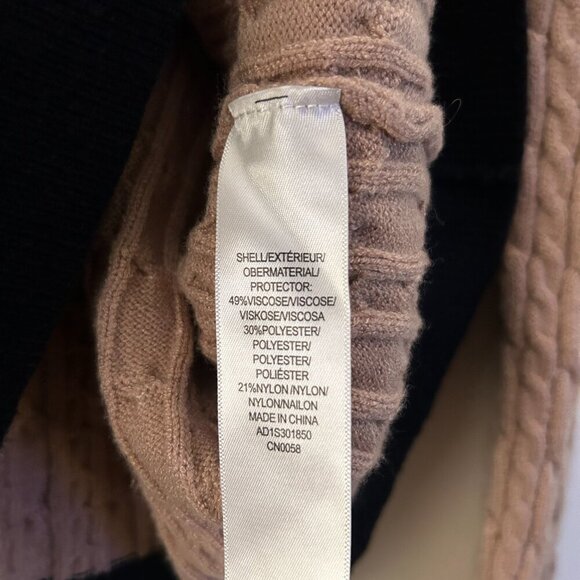 SHELL/EXTÉRIEUR/
OBERMATERIAL/
PROTECTOR:
49%VISCOSE/VISCOSE/
VISKOSE/VISCOSA
30%POLYESTER/
POLYESTER/
POLYESTER/
POLIÉSTER
21%NYLON /NYLON/
NYLON/NAILON
MADE IN CHINA
AD1S301850
CN0058